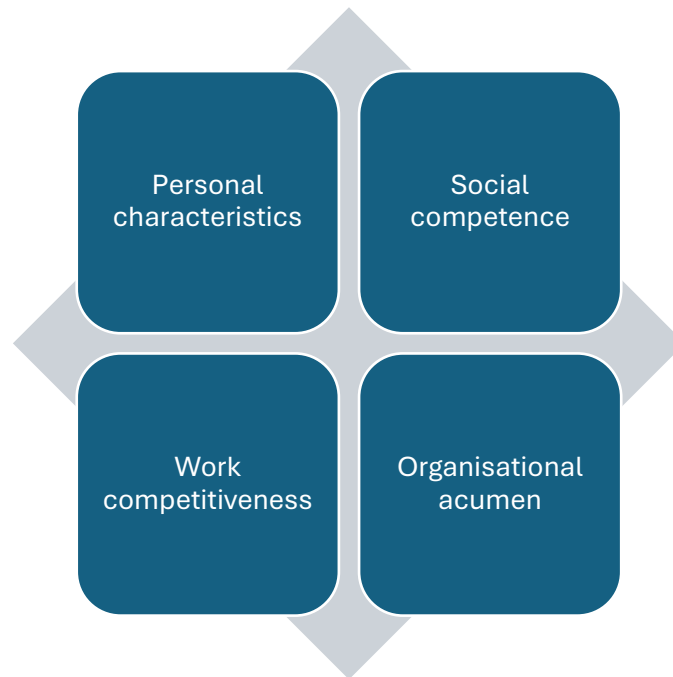 Personal
characteristics
Social
competence
Work
competitiveness
Organisational
acumen